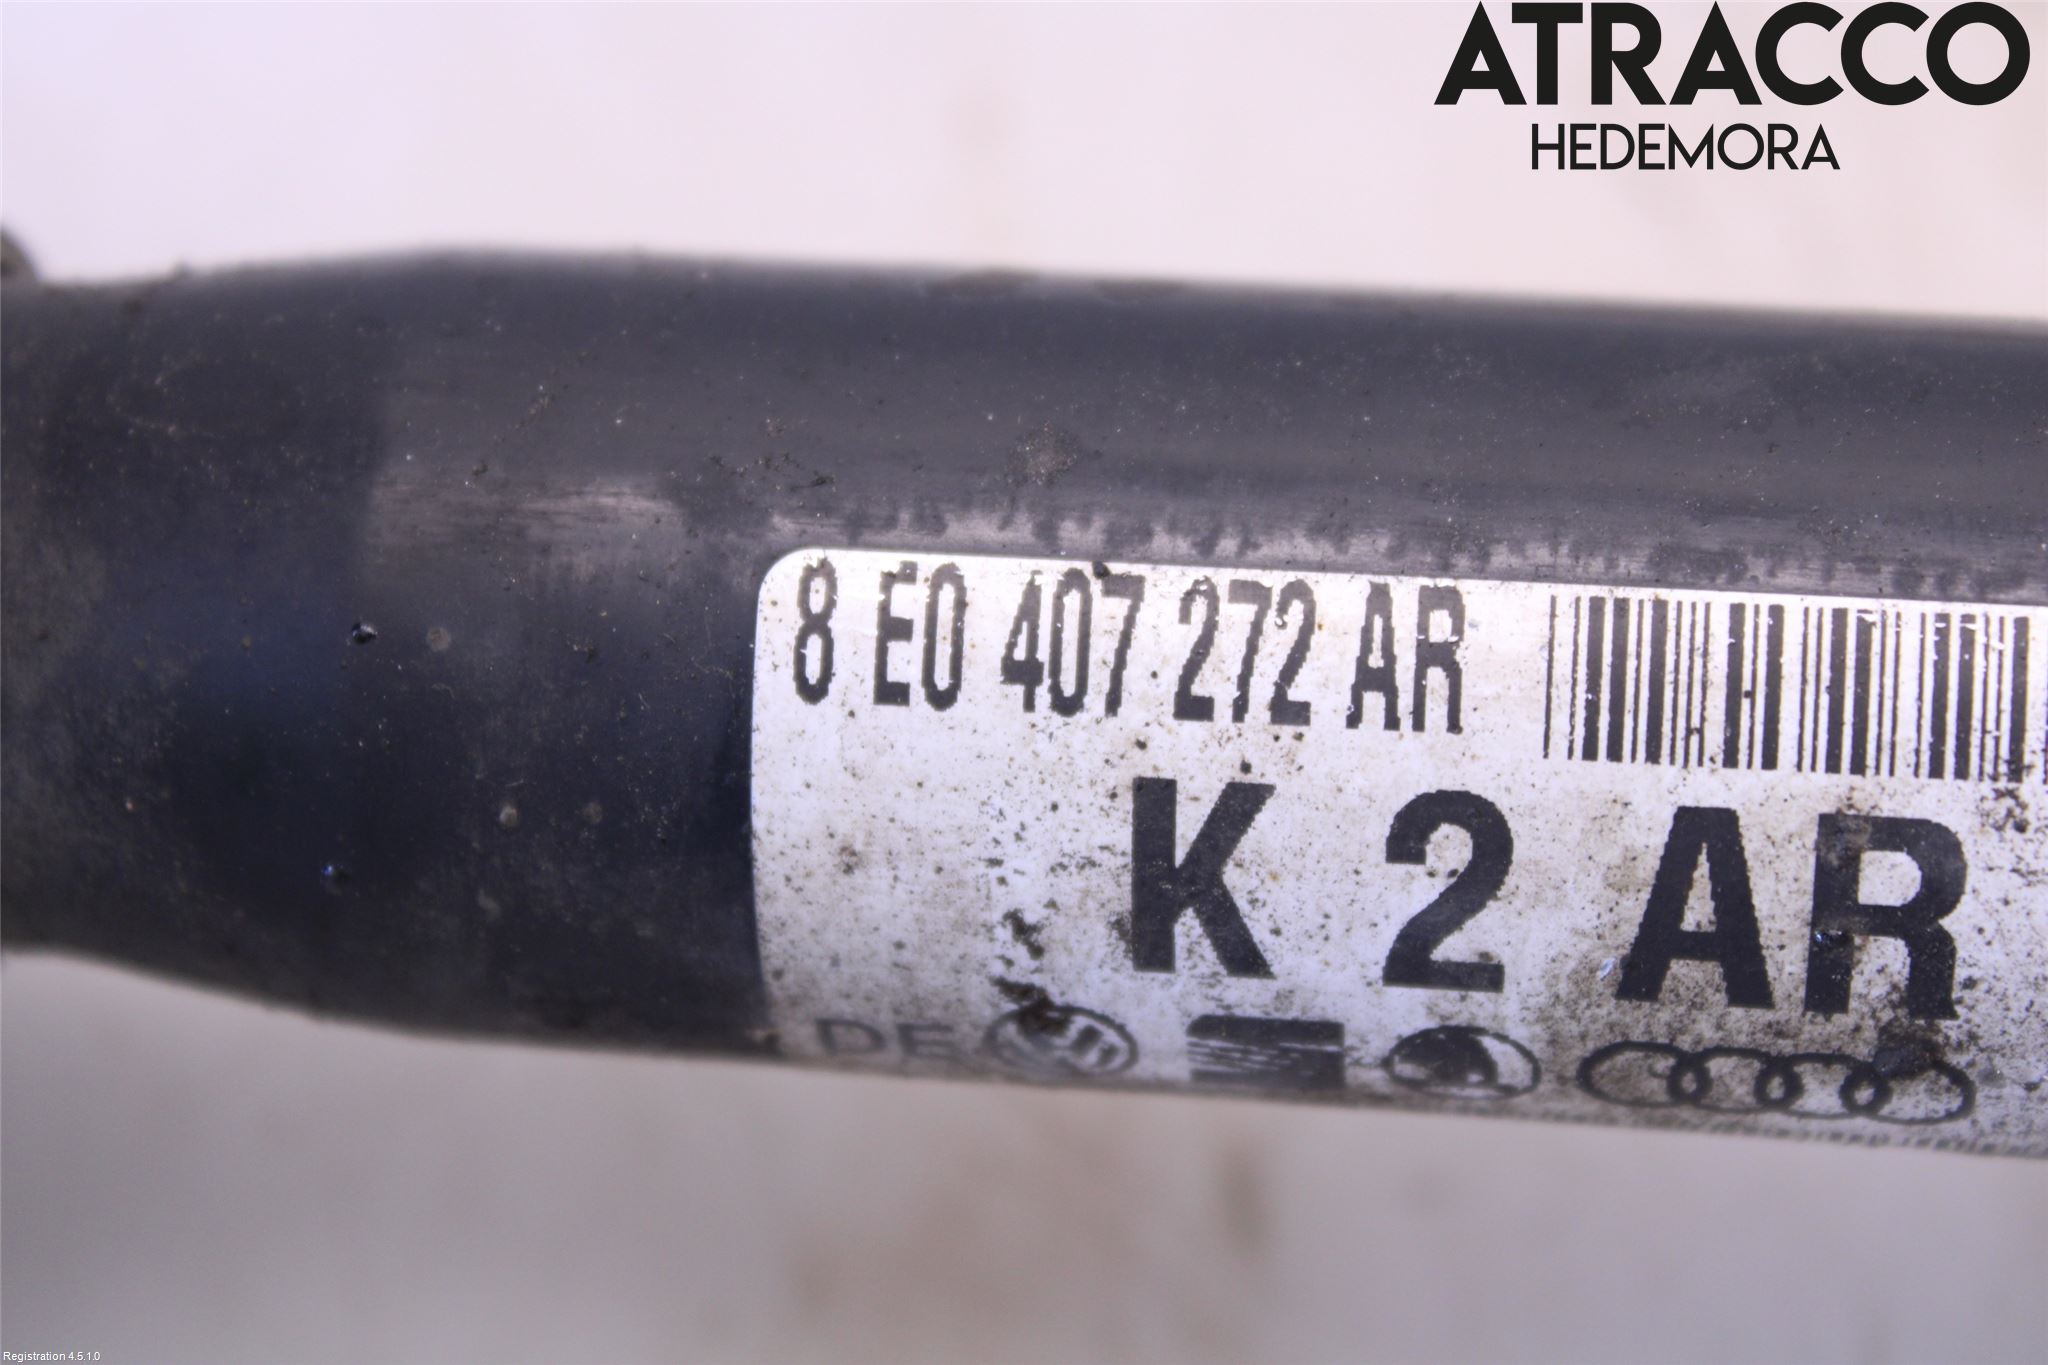 ATRACCO
HEDEMORA
8 E0 407 272 AR
K 2 AR
DE
Registration 4.5.1.0